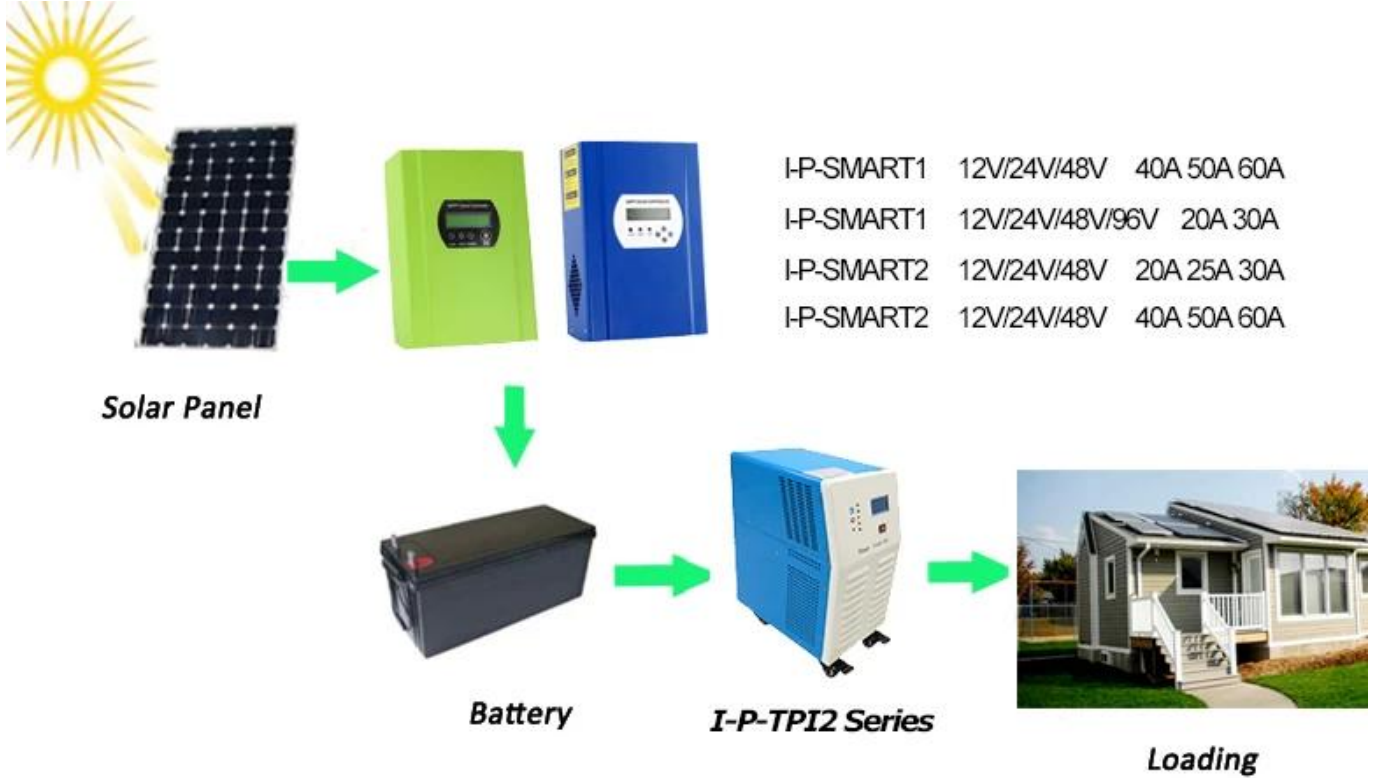 I-P-SMART1 12V/24V/48V 40A 50A 60A
I-P-SMART1 12V/24V/48V/96V 20A 30A
I-P-SMART2 12V/24V/48V 20A 25A 30A
I-P-SMART2 12V/24V/48V 40A 50A 60A
Solar Panel
Battery
I-P-TPI2 Series
Loading